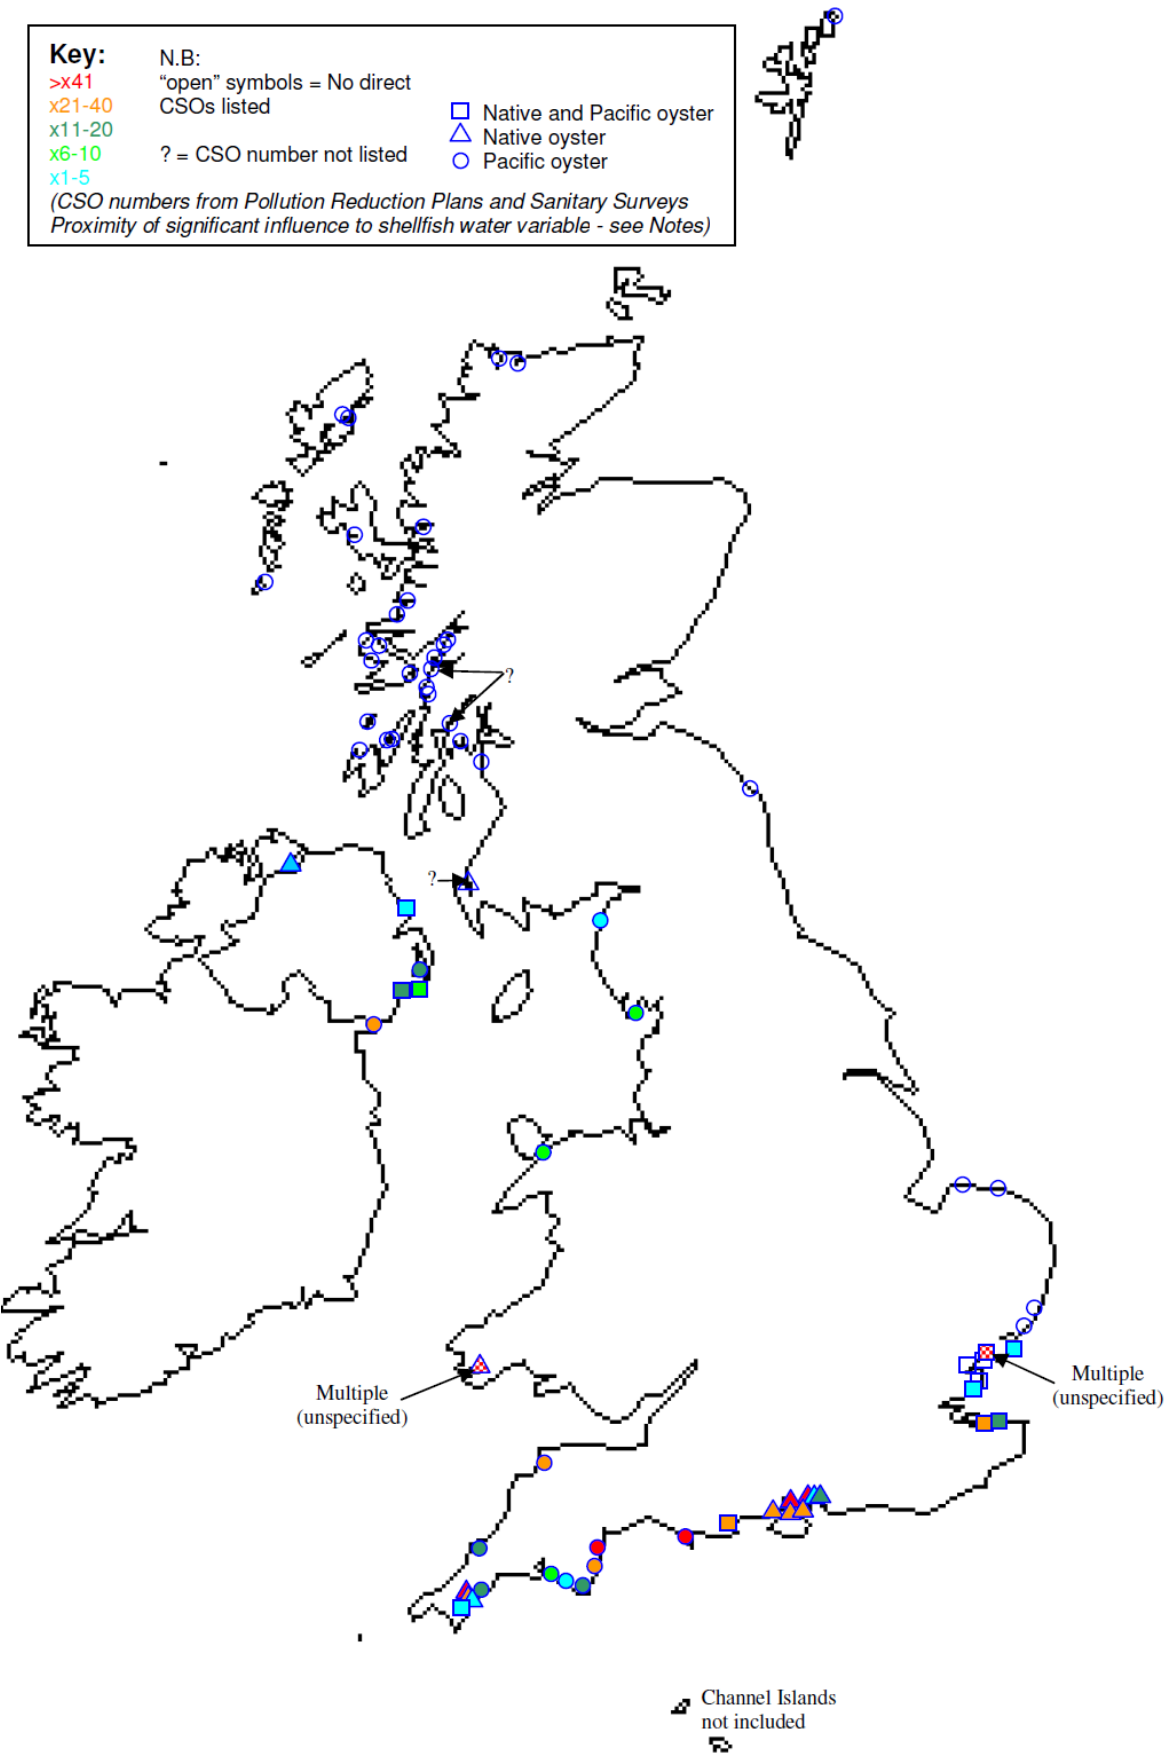 Key:
N.B:
>x41
“open” symbols = No direct
x21-40
CSOs listed
x11-20
x6-10
? = CSO number not listed
x1-5
Native and Pacific oyster
Native oyster
Pacific oyster
(CSO numbers from Pollution Reduction Plans and Sanitary Surveys
Proximity of significant influence to shellfish water variable - see Notes)
?
?
Multiple
(unspecified)
Multiple
(unspecified)
Channel Islands
not included